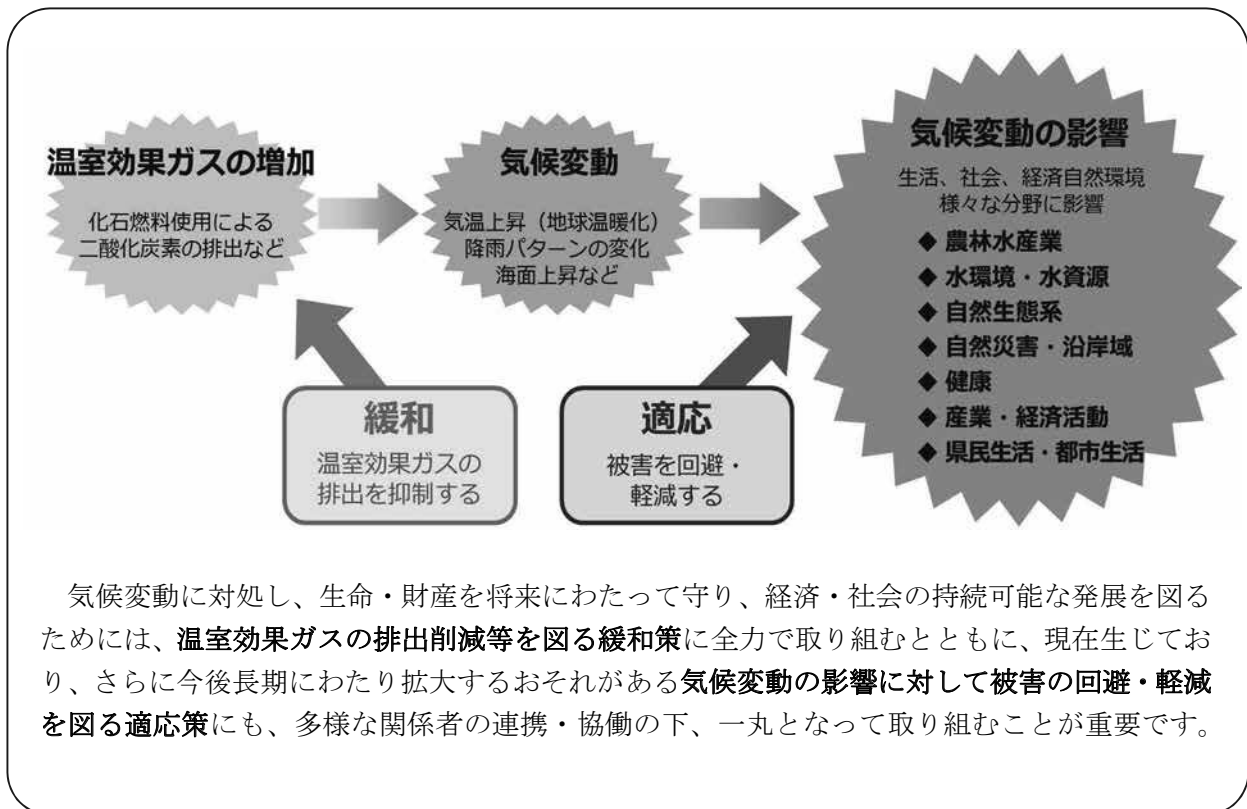 温室効果ガスの増加
化石燃料使用による
二酸化炭素の排出など
気候変動
気温上昇（地球温暖化）
降雨パターンの変化
海面上昇など
気候変動の影響
生活、社会、経済自然環境
様々な分野に影響
◆ 農林水産業
◆ 水環境・水資源
◆ 自然生態系
◆ 自然災害・沿岸域
◆ 健康
◆ 産業・経済活動
◆ 県民生活・都市生活
緩和
温室効果ガスの
排出を抑制する
適応
被害を回避・
軽減する
気候変動に対処し、生命・財産を将来にわたって守り、経済・社会の持続可能な発展を図る
ためには、温室効果ガスの排出削減等を図る緩和策に全力で取り組むとともに、現在生じてお
り、さらに今後長期にわたり拡大するおそれがある気候変動の影響に対して被害の回避・軽減
を図る適応策にも、多様な関係者の連携・協働の下、一丸となって取り組むことが重要です。